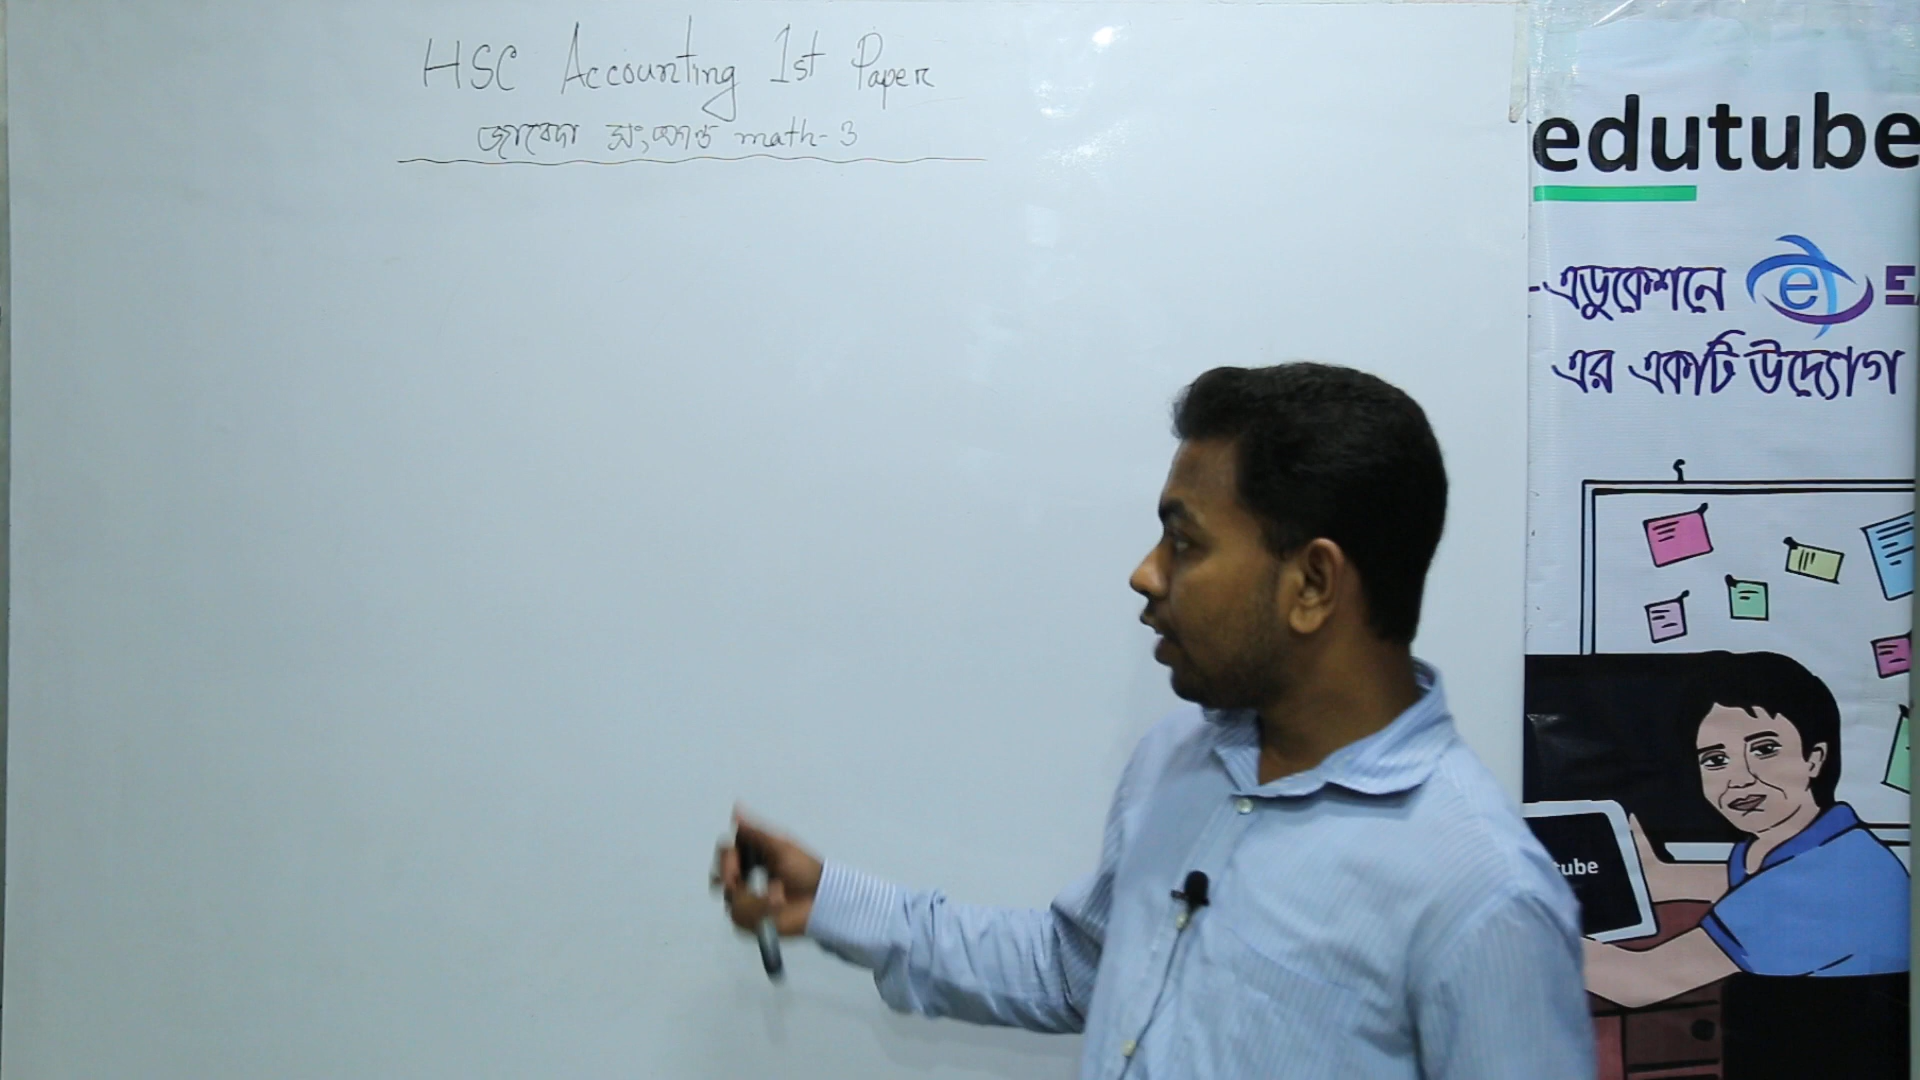 HSC Accounting 1st Paper
জাবেদা সংক্রান্ত math-3
edutube
-এডুকেশনে e E
এর একটি উদ্যোগ
tube